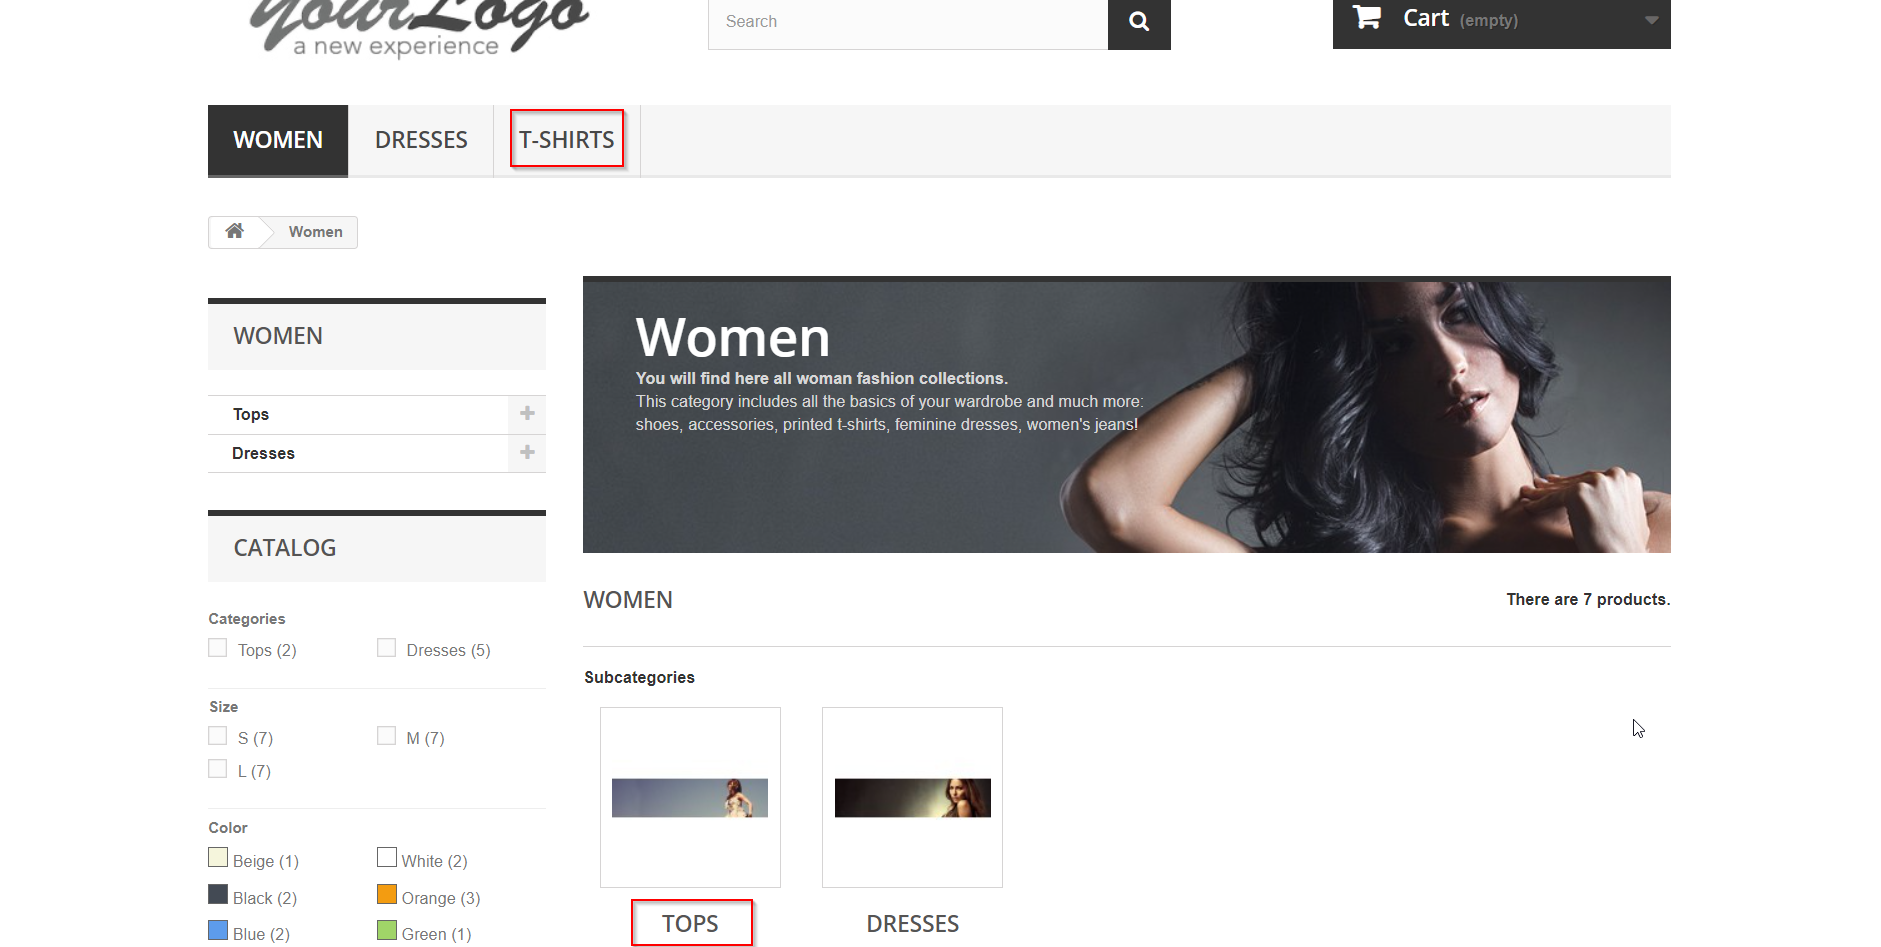 yourLogo
a new experience
Search
Cart (empty)
WOMEN
DRESSES
T-SHIRTS
Women
WOMEN
Tops
Dresses
CATALOG
Categories
Tops (2)
Dresses (5)
Size
S (7)
M (7)
L (7)
Color
Beige (1)
White (2)
Black (2)
Orange (3)
Blue (2)
Green (1)
Women
You will find here all woman fashion collections.
This category includes all the basics of your wardrobe and much more:
shoes, accessories, printed t-shirts, feminine dresses, women's jeans!
WOMEN
There are 7 products.
Subcategories
TOPS
DRESSES